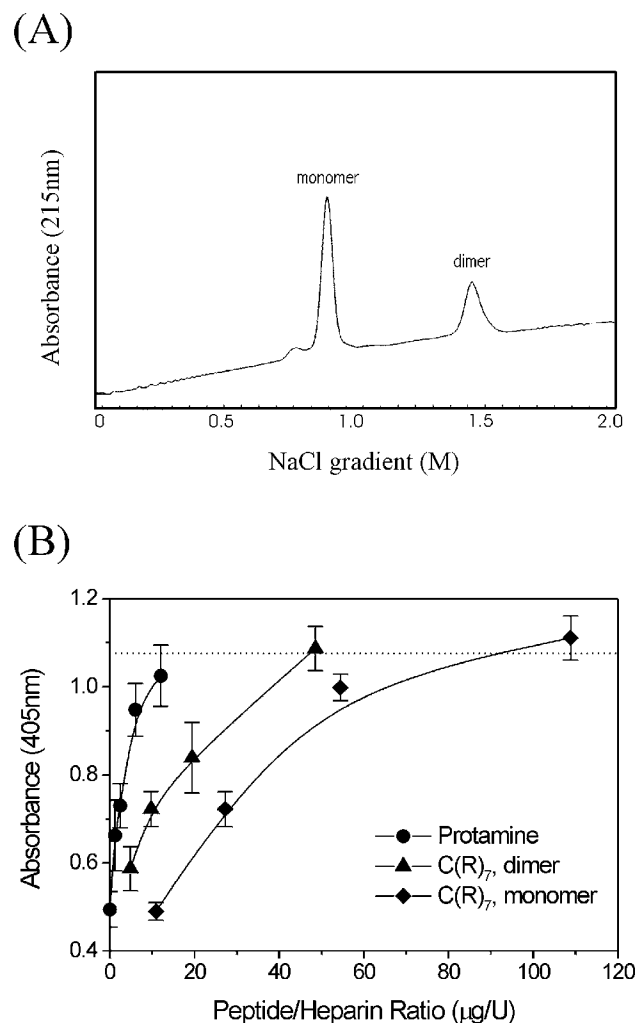 (A)
Absorbance (215nm)
monomer
dimer
0 0.5 1.0 1.5 2.0
NaCl gradient (M)
(B)
Absorbance (405nm)
1.2
1.0
0.8
0.6
0.4
Protamine
C(R)7, dimer
C(R)7, monomer
0 20 40 60 80 100 120
Peptide/Heparin Ratio (μg/U)